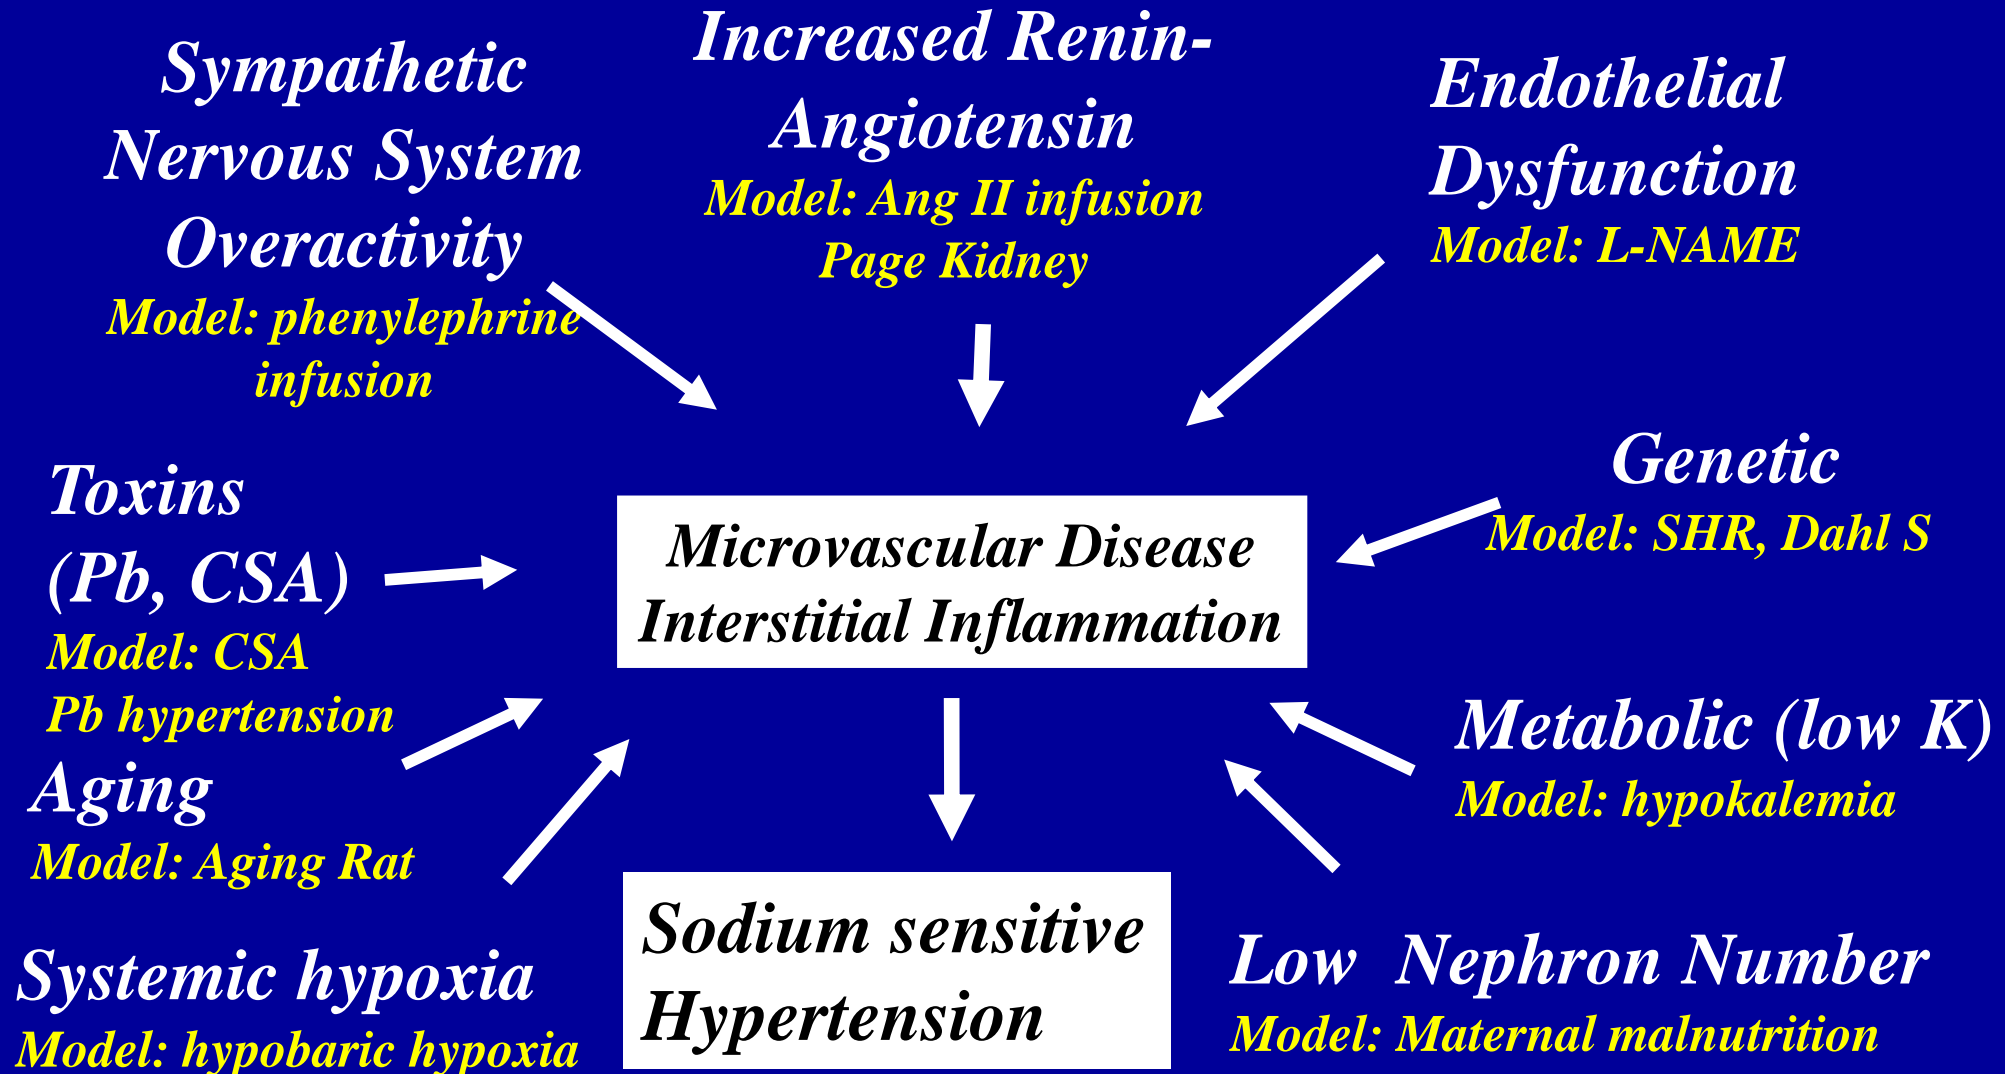 Sympathetic
Nervous System
Overactivity
Model: phenylephrine
infusion
Increased Renin-
Angiotensin
Model: Ang II infusion
Page Kidney
Endothelial
Dysfunction
Model: L-NAME
Toxins
(Pb, CSA)
Model: CSA
Pb hypertension
Microvascular Disease
Interstitial Inflammation
Genetic
Model: SHR, Dahl S
Aging
Model: Aging Rat
Metabolic (low K)
Model: hypokalemia
Systemic hypoxia
Model: hypobaric hypoxia
Sodium sensitive
Hypertension
Low Nephron Number
Model: Maternal malnutrition